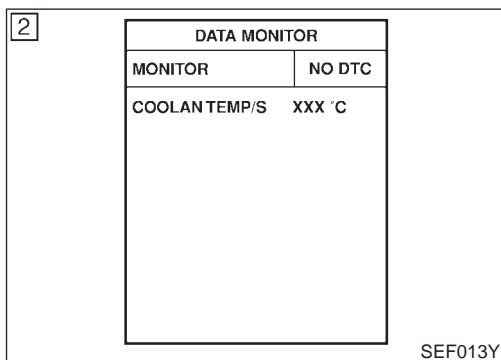 2
DATA MONITOR
MONITOR NO DTC
COOLAN TEMP/S XXX °C
SEF013Y